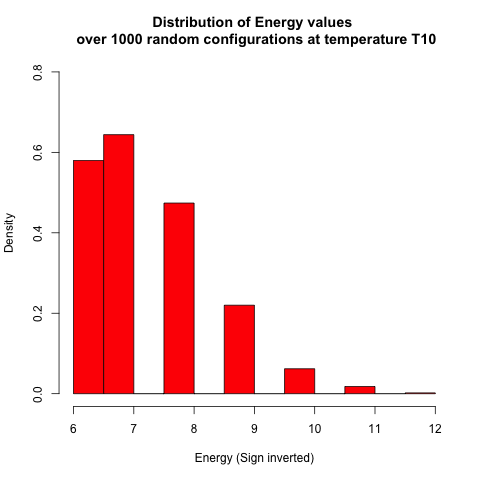 Distribution of Energy values
over 1000 random configurations at temperature T10
Density
0.8
0.6
0.4
0.2
0.0
6 7 8 9 10 11 12
Energy (Sign inverted)